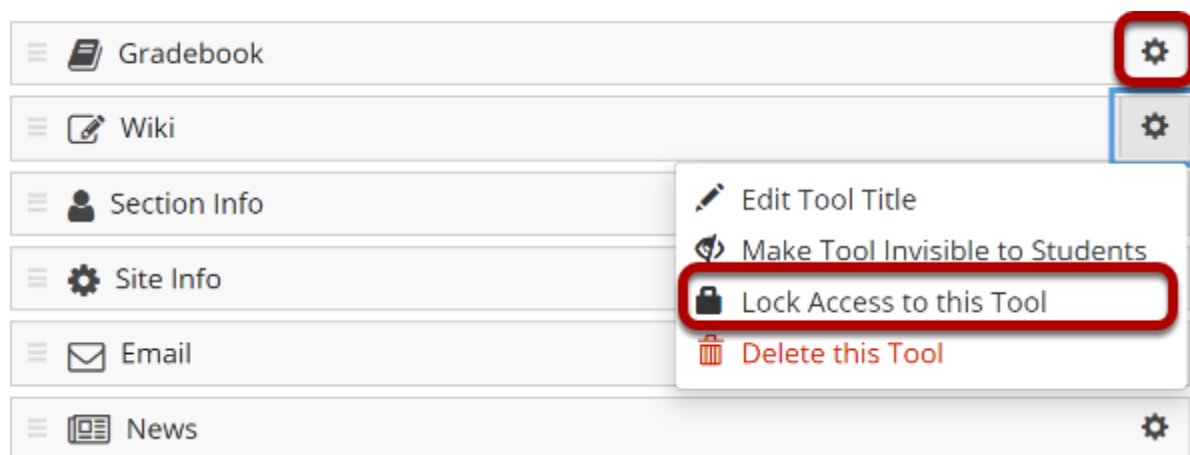 Gradebook
Wiki
Section Info
Edit Tool Title
Make Tool Invisible to Students
Site Info
Lock Access to this Tool
Email
Delete this Tool
News